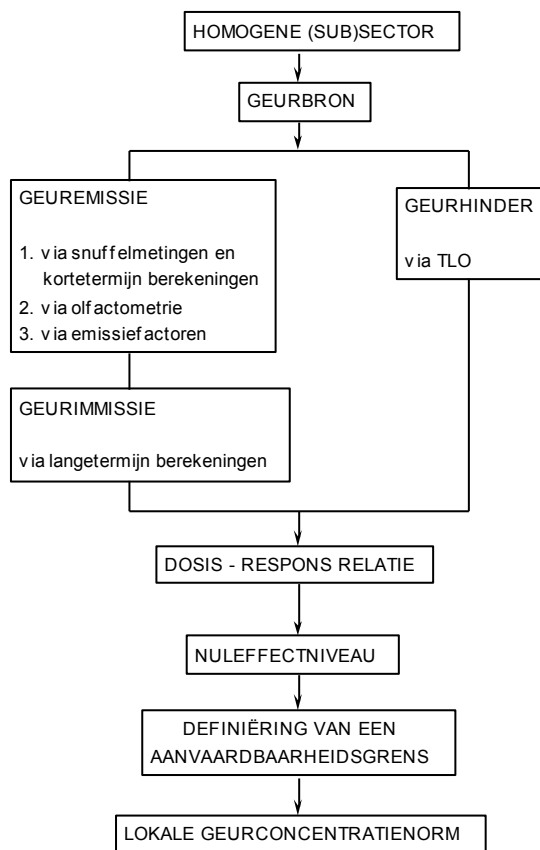 HOMOGENE (SUB)SECTOR
GEURBRON
GEUREMISSIE
1. via snuffelmetingen en
kortetermijn berekeningen
2. via olfactometrie
3. via emissiefactoren
GEURHINDER
via TLO
GEURIMMISSIE
via langetermijn berekeningen
DOSIS - RESPONS RELATIE
NULEFFECTNIVEAU
DEFINIËRING VAN EEN
AANVAARDBAARHEIDSGRENS
LOKALE GEURCONCENTRATIENORM